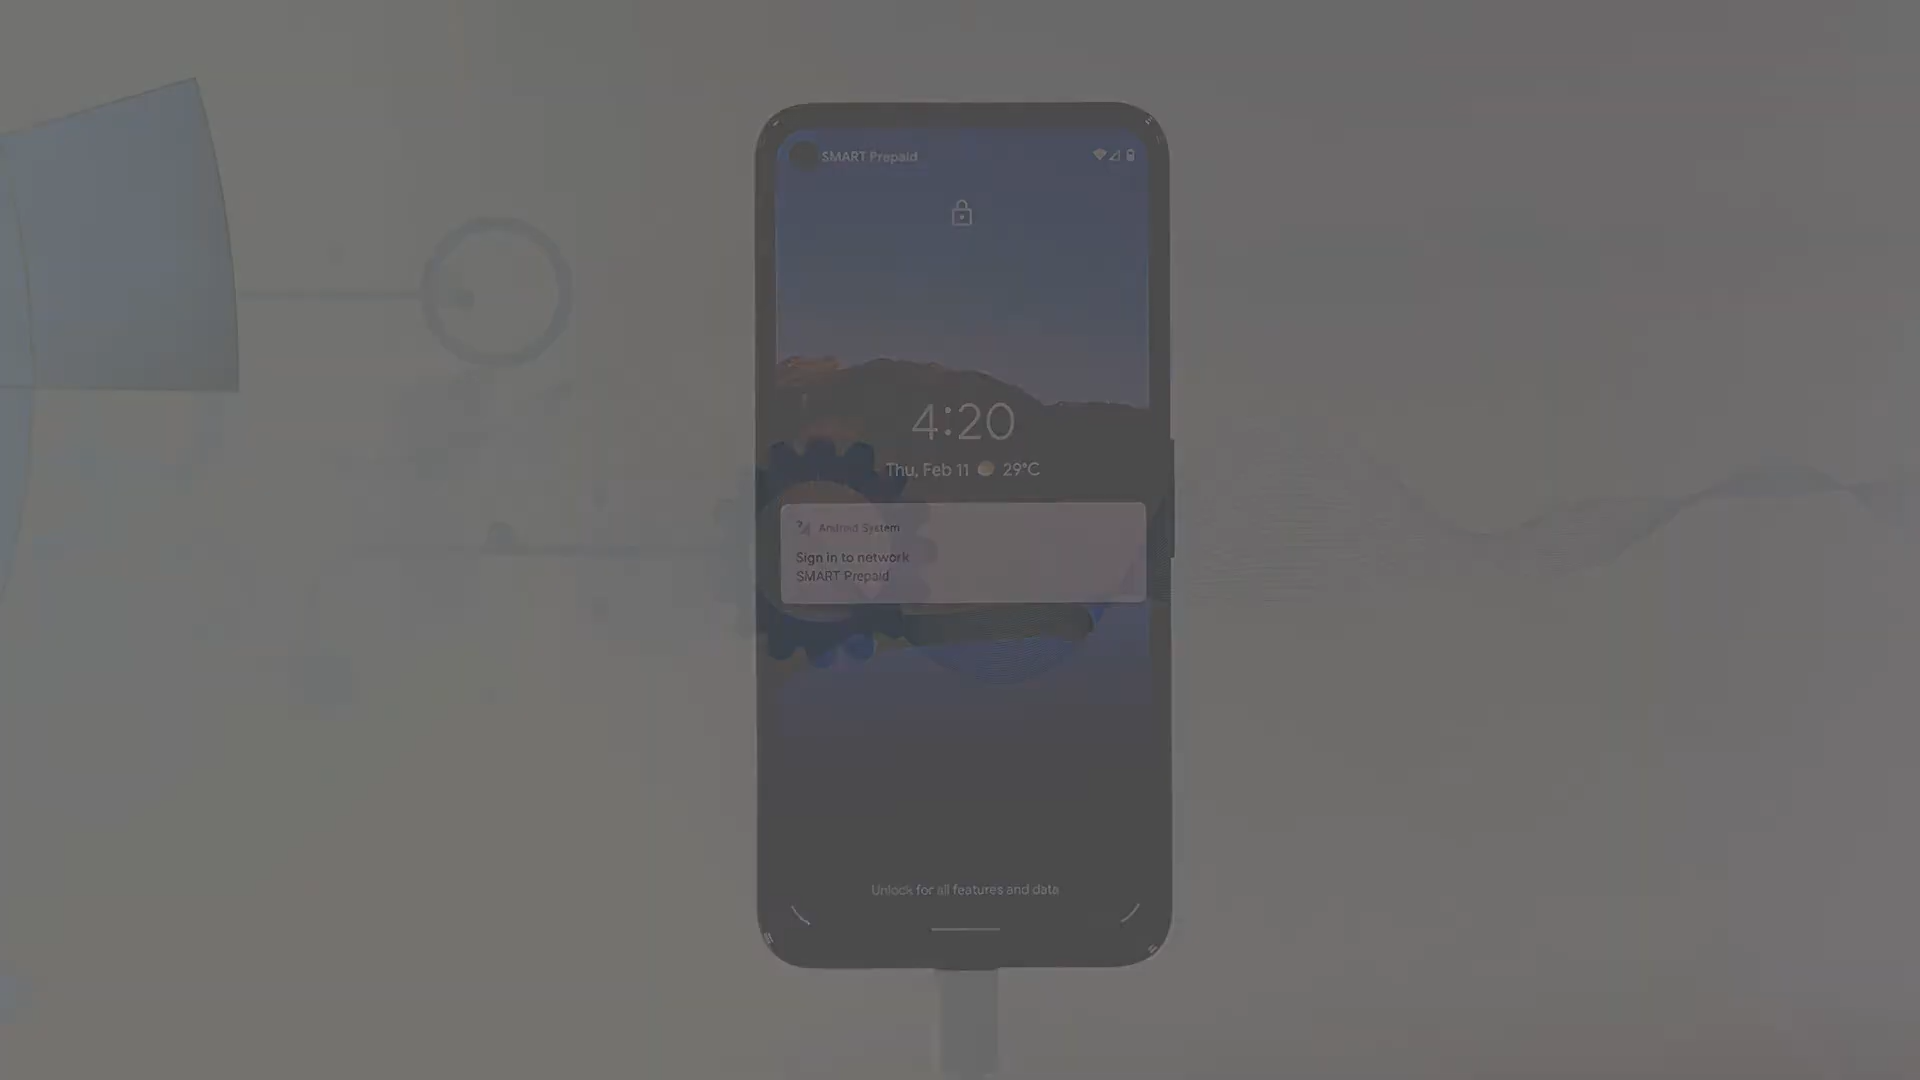 SMART Prepaid
4:20
Thu, Feb 11 29°C
Android System
Sign in to network
SMART Prepaid
Unlock for all features and data